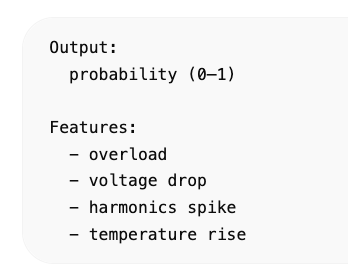 Output:
probability (0–1)
Features:
– overload
– voltage drop
– harmonics spike
– temperature rise